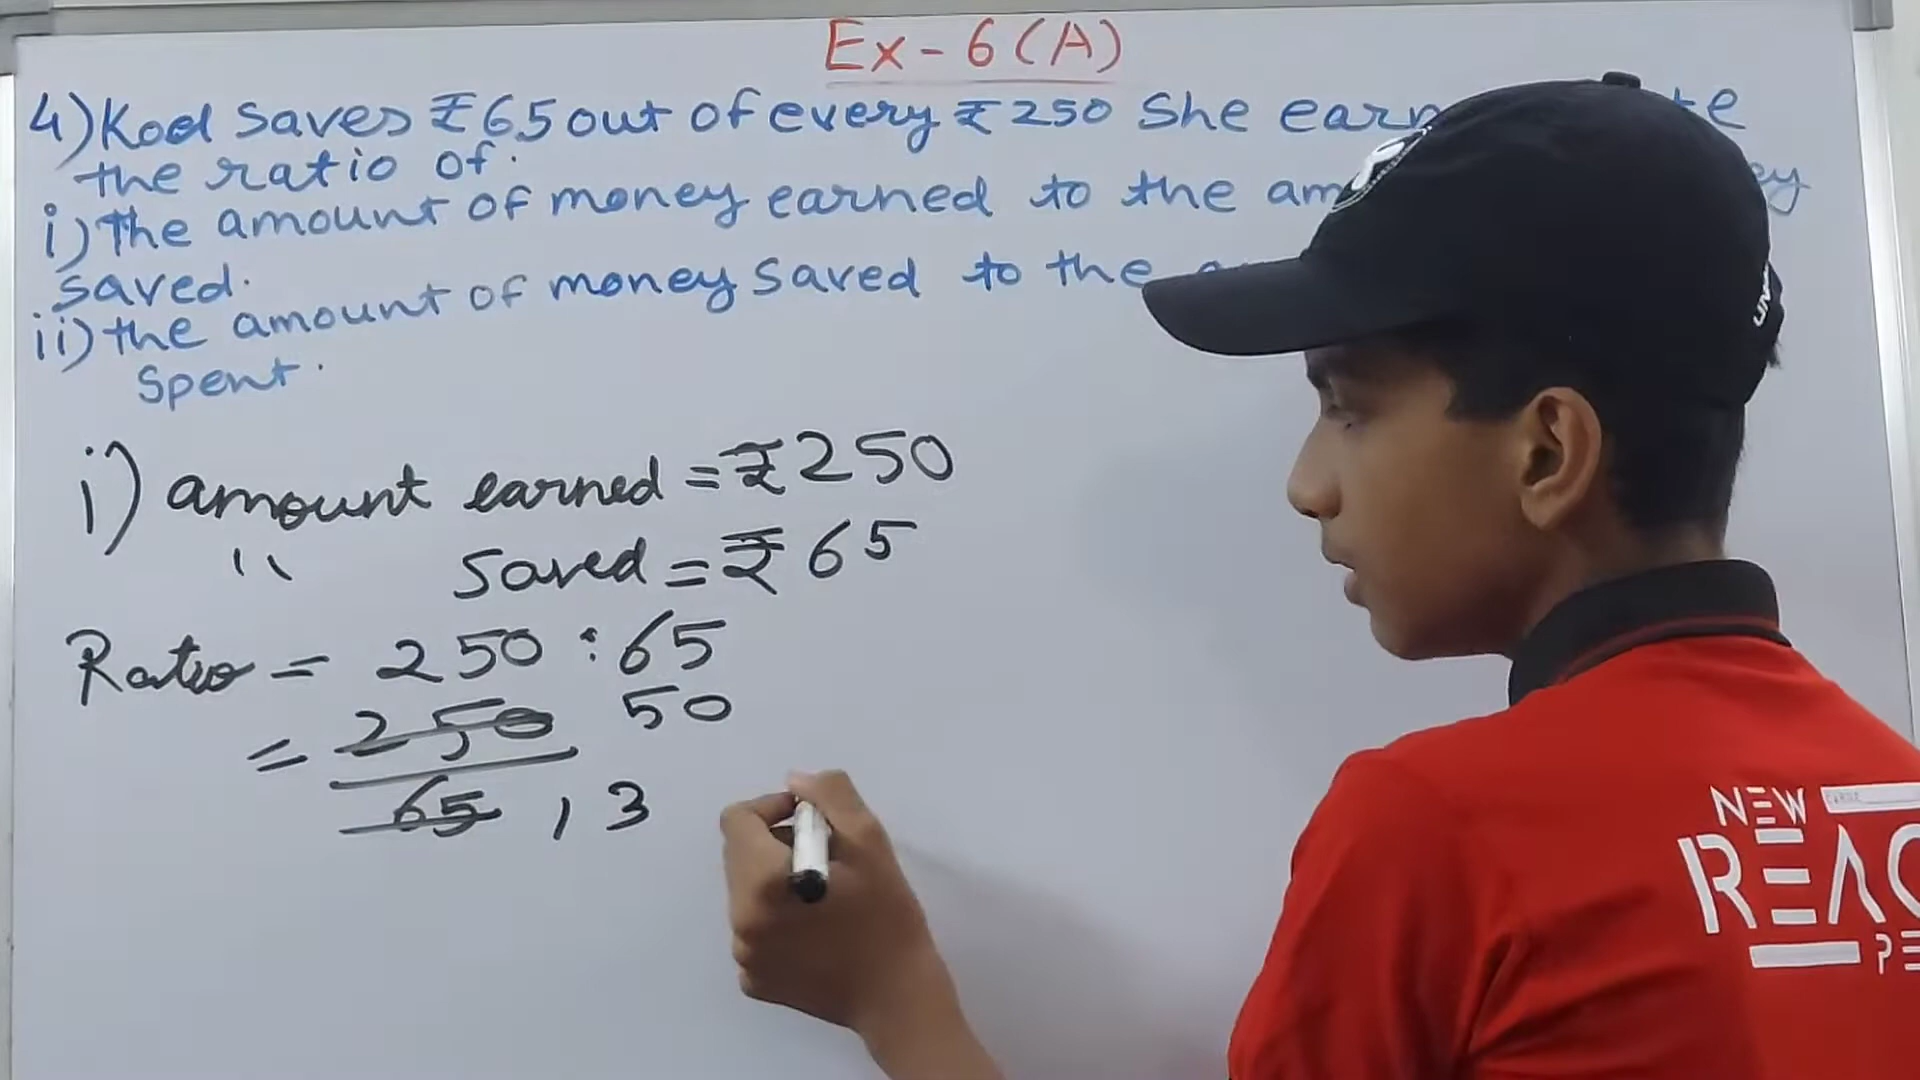 Ex-6(A)
4) Kool saves ₹65 out of every ₹250 She earn
the ratio of.
i) The amount of money earned to the am
saved.
ii) the amount of money saved to the
Spent.
i) amount earned = ₹250
" saved = ₹65
Ratio = 250 : 65
= 250 50
65 13
NEW
REAC
PE